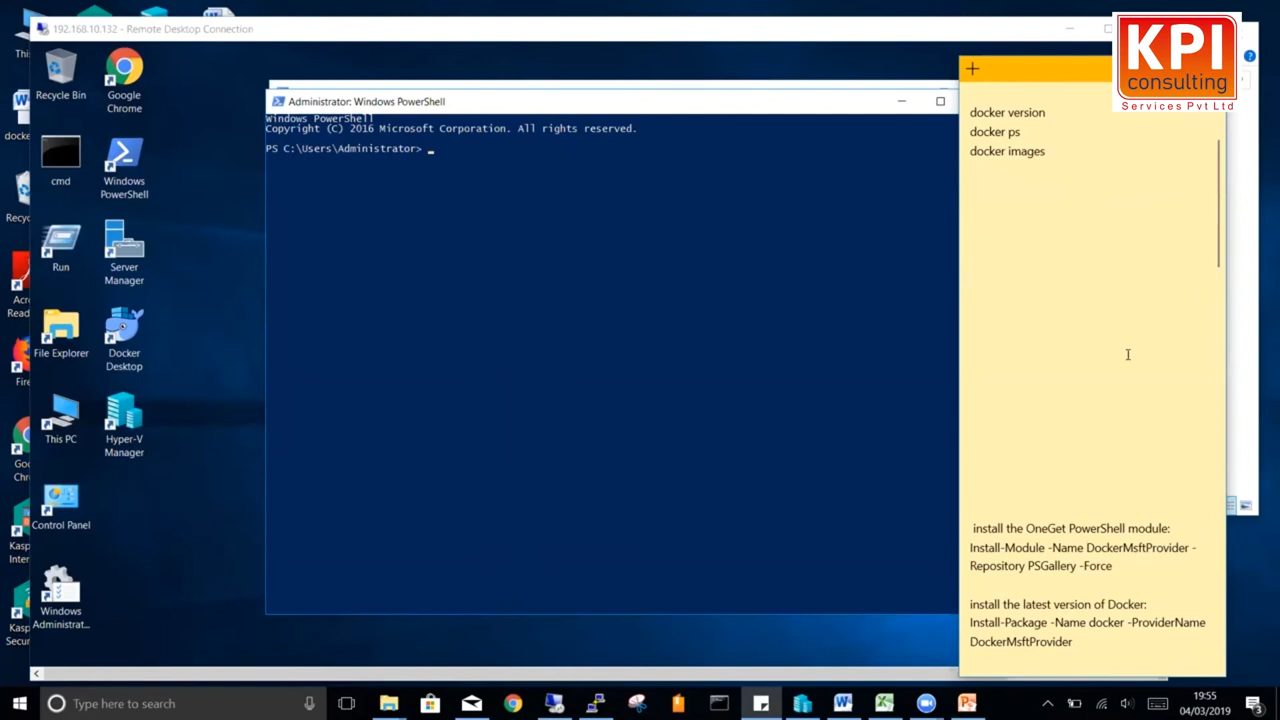 192.168.10.132 - Remote Desktop Connection
KPI
consulting
Services Pvt Ltd
Recycle Bin
Google
Chrome
cmd
Windows
PowerShell
Run
Server
Manager
File Explorer
Docker
Desktop
This PC
Hyper-V
Manager
Control Panel
Windows
Administrat...
Administrator: Windows PowerShell
Windows PowerShell
Copyright (C) 2016 Microsoft Corporation. All rights reserved.
PS C:\Users\Administrator> _
docker version
docker ps
docker images
install the OneGet PowerShell module:
Install-Module -Name DockerMsftProvider -
Repository PSGallery -Force
install the latest version of Docker:
Install-Package -Name docker -ProviderName
DockerMsftProvider
Type here to search
19:55
04/03/2019